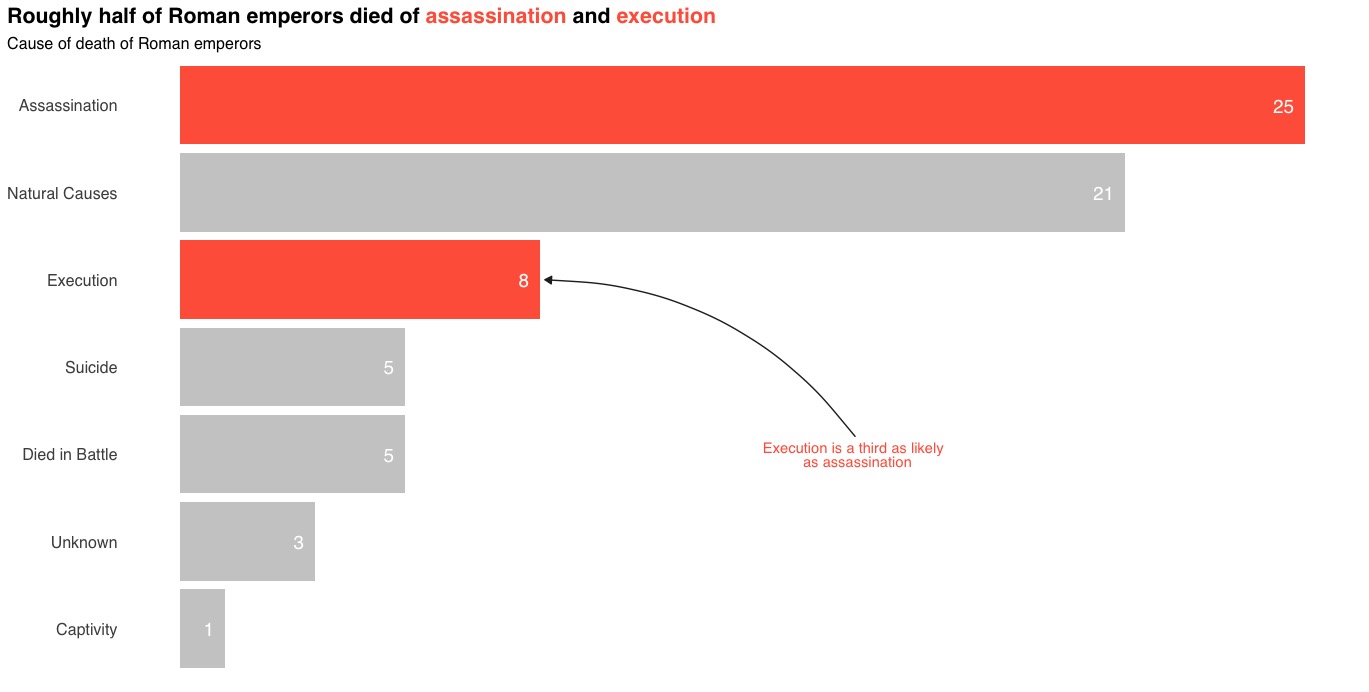 Roughly half of Roman emperors died of assassination and execution
Cause of death of Roman emperors
Assassination
25
Natural Causes
21
Execution
8
Suicide
5
Died in Battle
5
Execution is a third as likely
as assassination
Unknown
3
Captivity
1